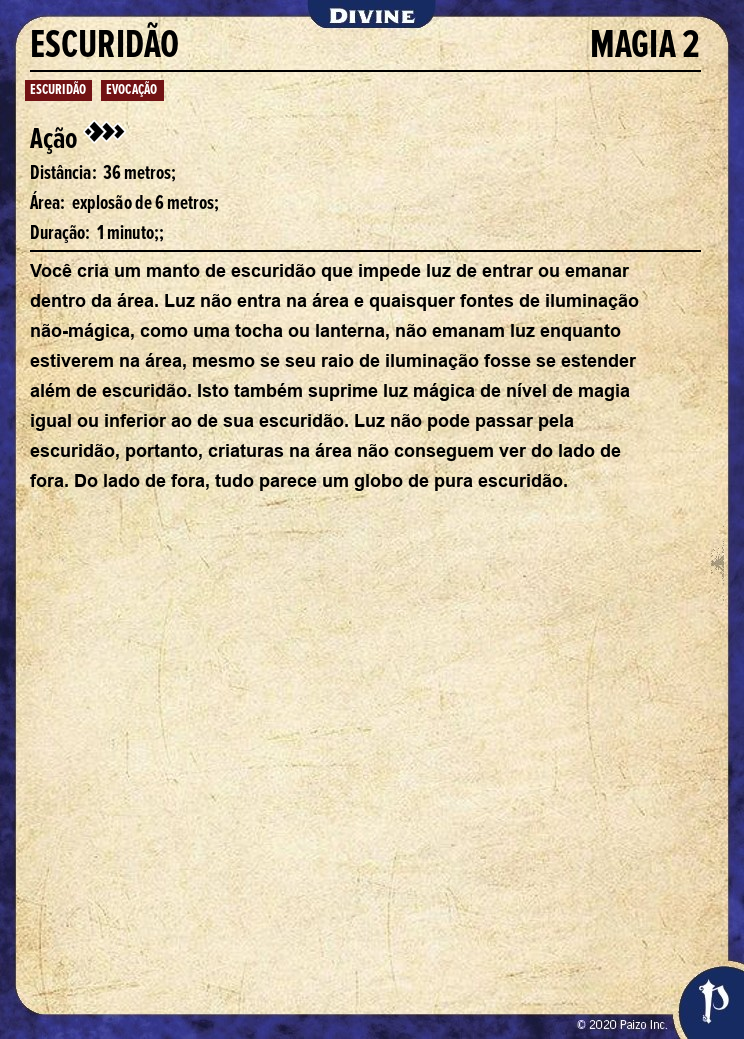 DIVINE
ESCURIDÃO MAGIA 2
ESCURIDÃO EVOCAÇÃO
Ação
Distância: 36 metros;
Área: explosão de 6 metros;
Duração: 1 minuto;;
Você cria um manto de escuridão que impede luz de entrar ou emanar
dentro da área. Luz não entra na área e quaisquer fontes de iluminação
não-mágica, como uma tocha ou lanterna, não emanam luz enquanto
estiverem na área, mesmo se seu raio de iluminação fosse se estender
além de escuridão. Isto também suprime luz mágica de nível de magia
igual ou inferior ao de sua escuridão. Luz não pode passar pela
escuridão, portanto, criaturas na área não conseguem ver do lado de
fora. Do lado de fora, tudo parece um globo de pura escuridão.
© 2020 Paizo Inc.
P